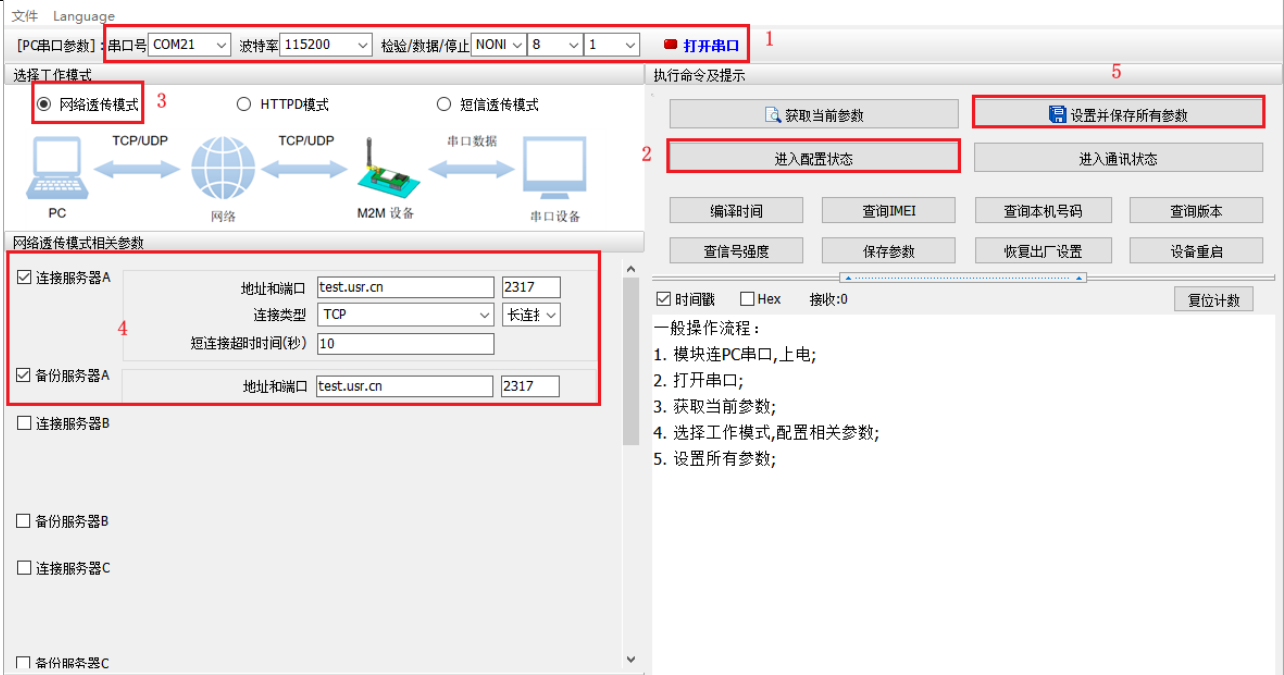 文件 Language
[PC串口参数]:串口号 COM21 波特率 115200 检验/数据/停止 NONI 8 1 打开串口 1
选择工作模式
网络透传模式 3 HTTPD模式 短信透传模式
TCP/UDP TCP/UDP 串口数据
PC 网络 M2M 设备 串口设备
网络透传模式相关参数
连接服务器A
地址和端口 test.usr.cn 2317
连接类型 TCP 长连接
4
短连接超时时间(秒) 10
备份服务器A
地址和端口 test.usr.cn 2317
连接服务器B
备份服务器B
连接服务器C
备份服务器C
执行命令及提示 5
获取当前参数 设置并保存所有参数
2 进入配置状态 进入通讯状态
编译时间 查询IMEI 查询本机号码 查询版本
查信号强度 保存参数 恢复出厂设置 设备重启
时间戳 Hex 接收:0 复位计数
一般操作流程:
1. 模块连PC串口,上电;
2. 打开串口;
3. 获取当前参数;
4. 选择工作模式,配置相关参数;
5. 设置所有参数;